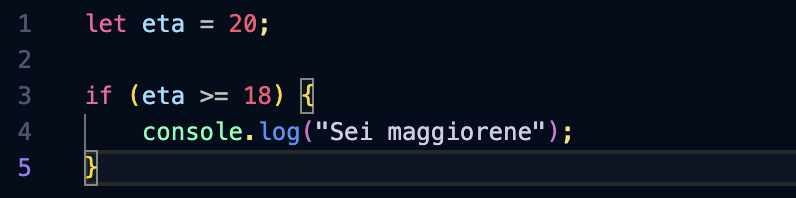 1 let eta = 20;
2
3 if (eta >= 18) {
4     console.log("Sei maggiorene");
5 }